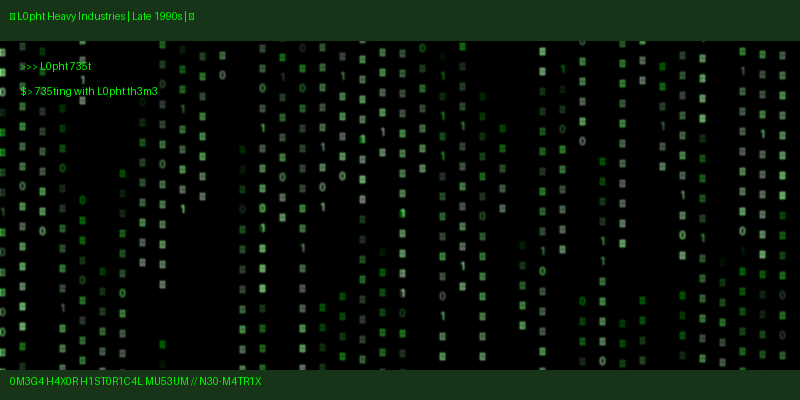 L0pht Heavy Industries | Late 1990s |
>>> L0pht 735t
$> 735ting with L0pht th3m3
0M3G4 H4X0R H1ST0R1C4L MU53UM // N30-M4TR1X